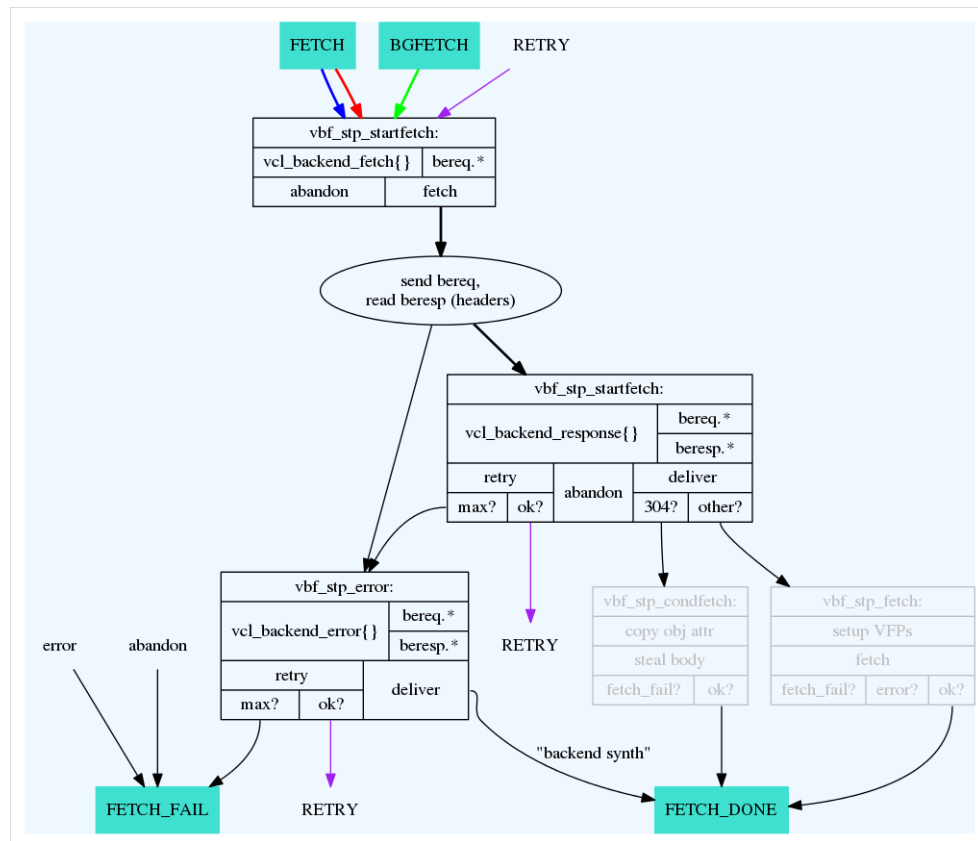 FETCH
BGFETCH
RETRY
vbf_stp_startfetch:
vcl_backend_fetch{}
bereq.*
abandon
fetch
send bereq,
read beresp (headers)
vbf_stp_startfetch:
vcl_backend_response{}
bereq.*
beresp.*
retry
abandon
deliver
max?
ok?
304?
other?
vbf_stp_error:
vcl_backend_error{}
bereq.*
beresp.*
retry
deliver
max?
ok?
RETRY
vbf_stp_condfetch:
copy obj attr
steal body
fetch_fail?
ok?
vbf_stp_fetch:
setup VFPs
fetch
fetch_fail?
error?
ok?
error
abandon
"backend synth"
FETCH_FAIL
RETRY
FETCH_DONE